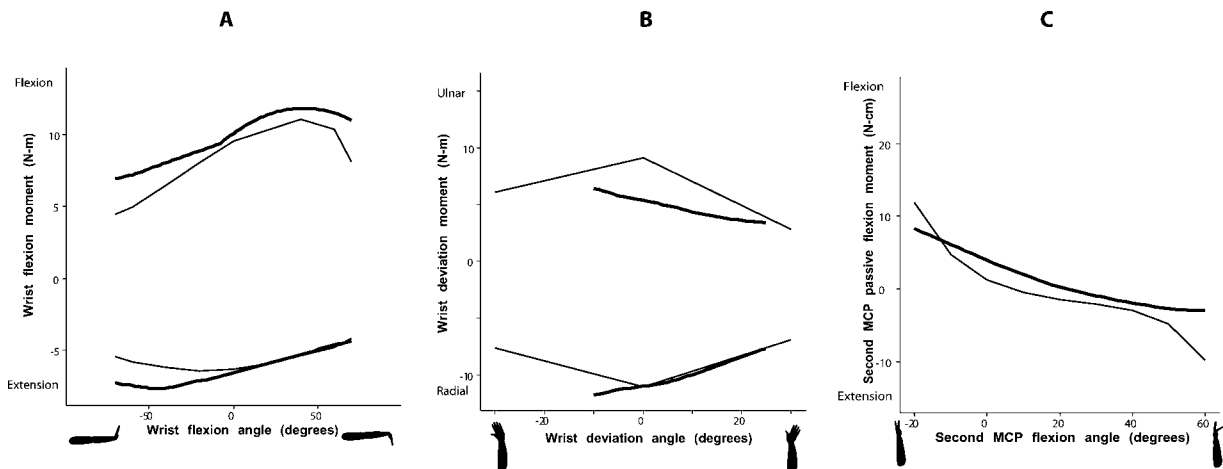 A
Flexion
Wrist flexion moment (N-m)
10
5
0
-5
Extension
-50
0
50
Wrist flexion angle (degrees)
B
Ulnar
Wrist deviation moment (N-m)
10
0
-10
Radial
-20
0
20
Wrist deviation angle (degrees)
C
Flexion
Second MCP passive flexion moment (N-cm)
20
10
0
-10
Extension
-20
0
20
40
60
Second MCP flexion angle (degrees)